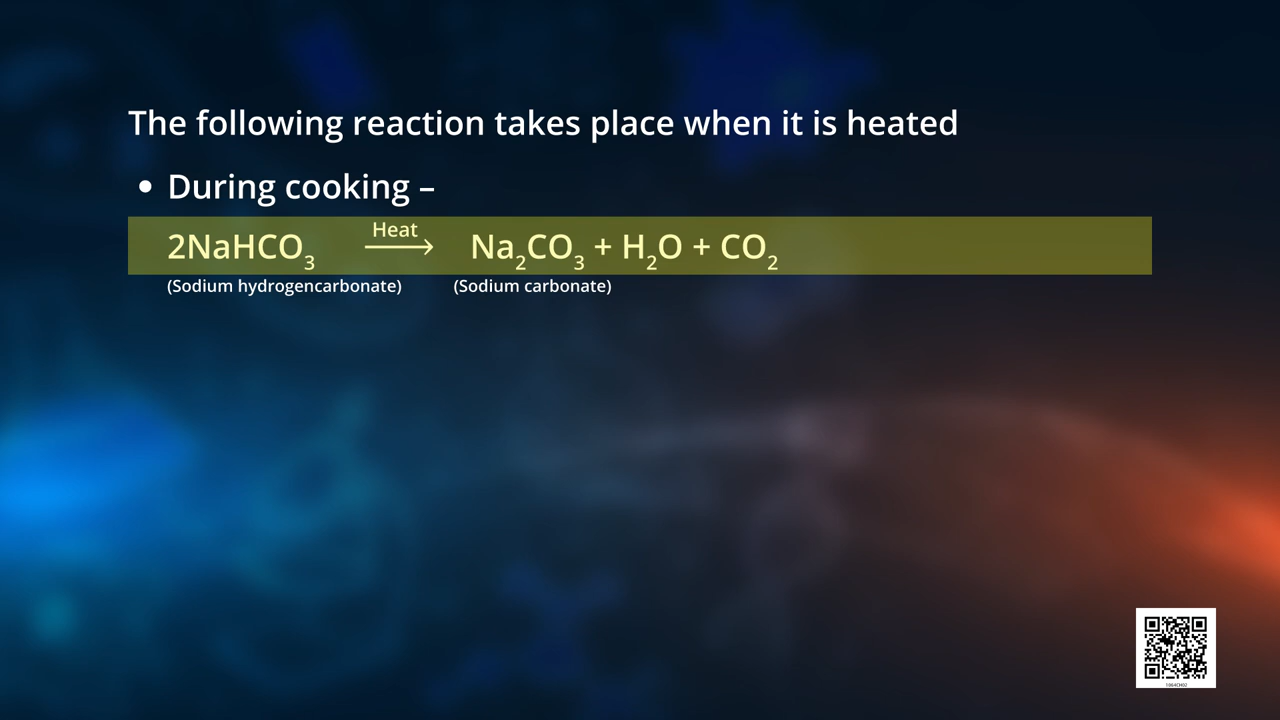 The following reaction takes place when it is heated
• During cooking –
2NaHCO₃ Heat ⟶ Na₂CO₃ + H₂O + CO₂
(Sodium hydrogencarbonate) (Sodium carbonate)